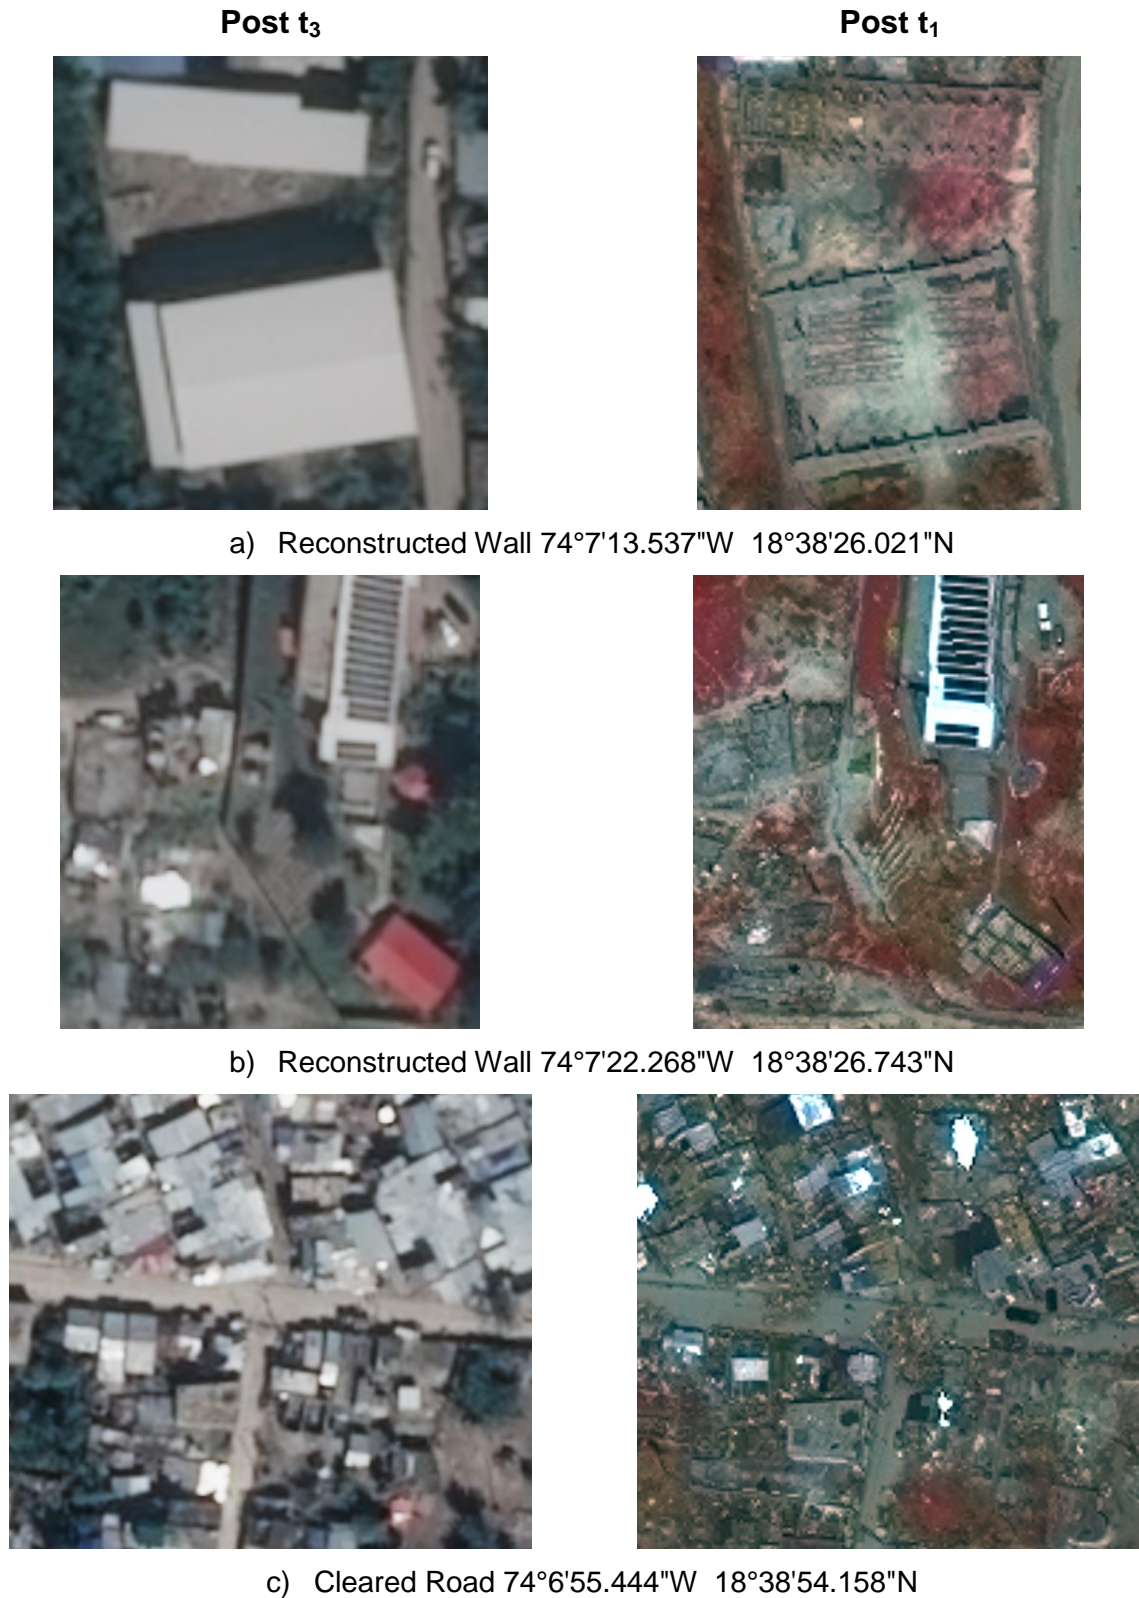 Post t₃ Post t₁
a) Reconstructed Wall 74°7'13.537"W 18°38'26.021"N
b) Reconstructed Wall 74°7'22.268"W 18°38'26.743"N
c) Cleared Road 74°6'55.444"W 18°38'54.158"N